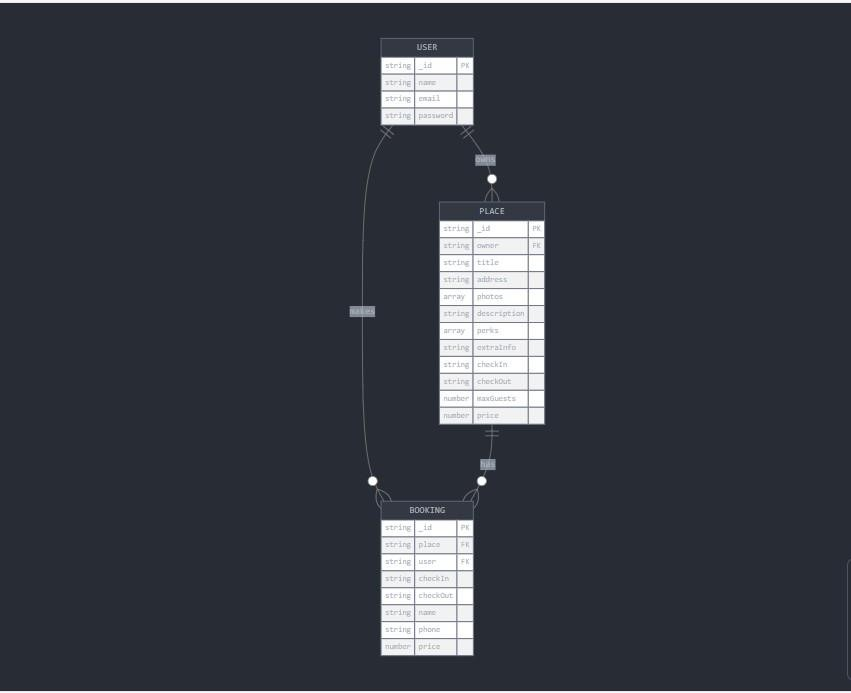 USER
string _id PK
string name
string email
string password
owns
PLACE
string _id PK
string owner FK
string title
string address
array photos
string description
array perks
string extraInfo
string checkIn
string checkOut
number maxGuests
number price
makes
has
BOOKING
string _id PK
string place FK
string user FK
string checkIn
string checkOut
string name
string phone
number price